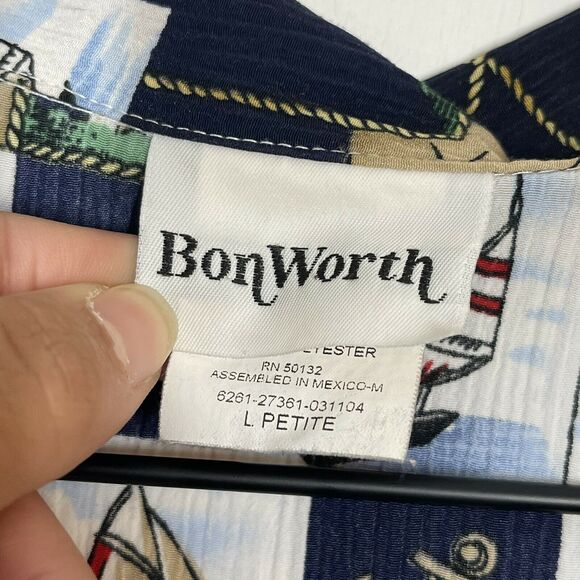 BonWorth
RN 50132
ASSEMBLED IN MEXICO-M
6261-27361-031104
L PETITE